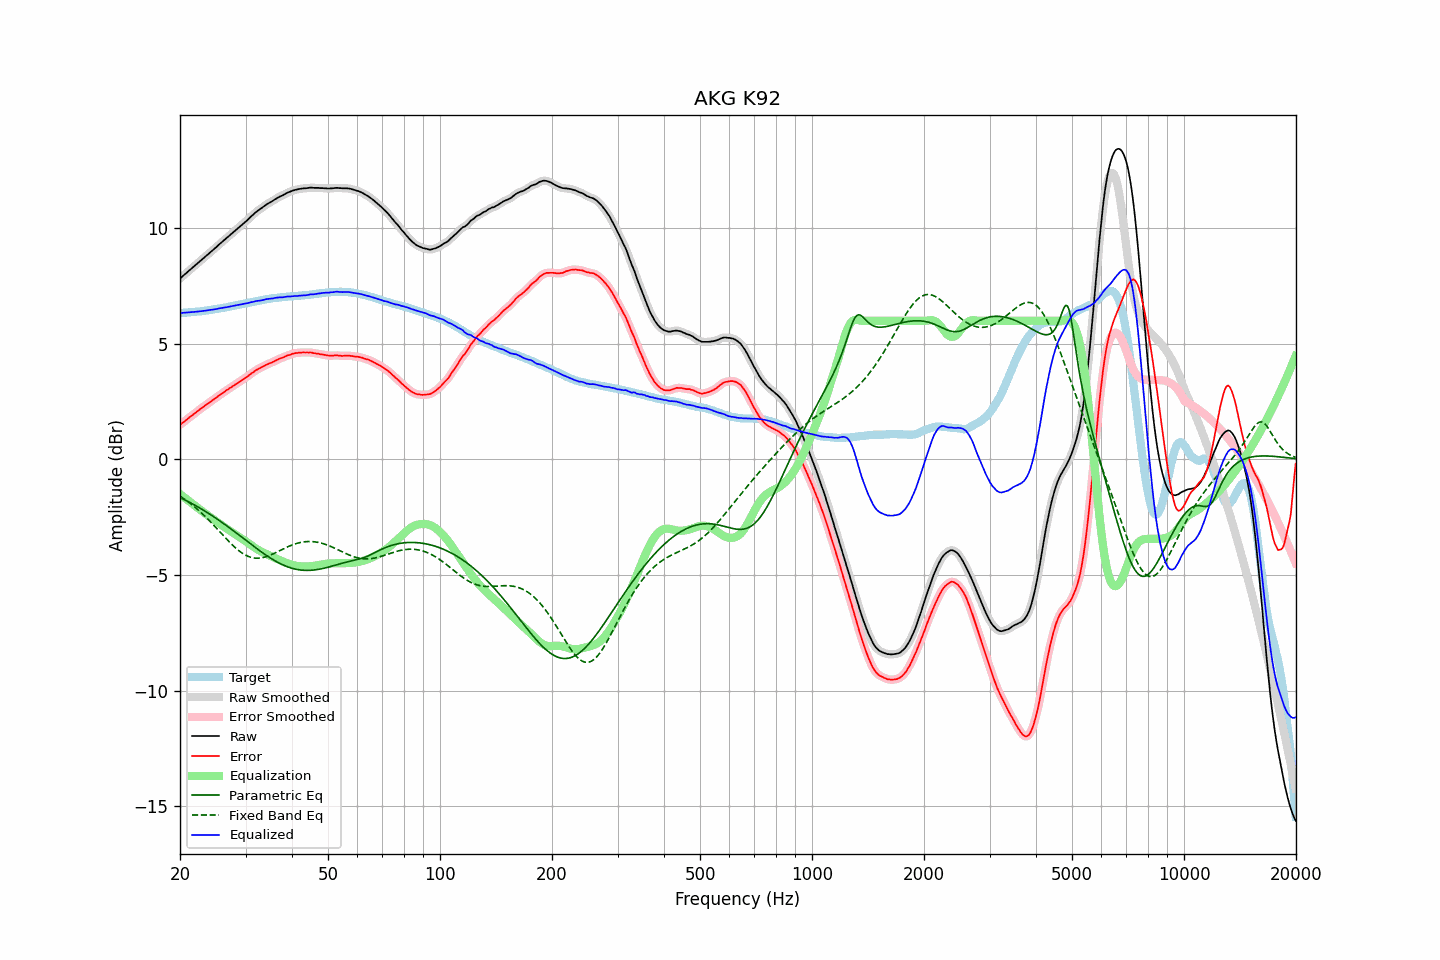 AKG K92
Amplitude (dBr)
10
5
0
−5
−10
−15
Target
Raw Smoothed
Error Smoothed
Raw
Error
Equalization
Parametric Eq
Fixed Band Eq
Equalized
20 50 100 200 500 1000 2000 5000 10000 20000
Frequency (Hz)